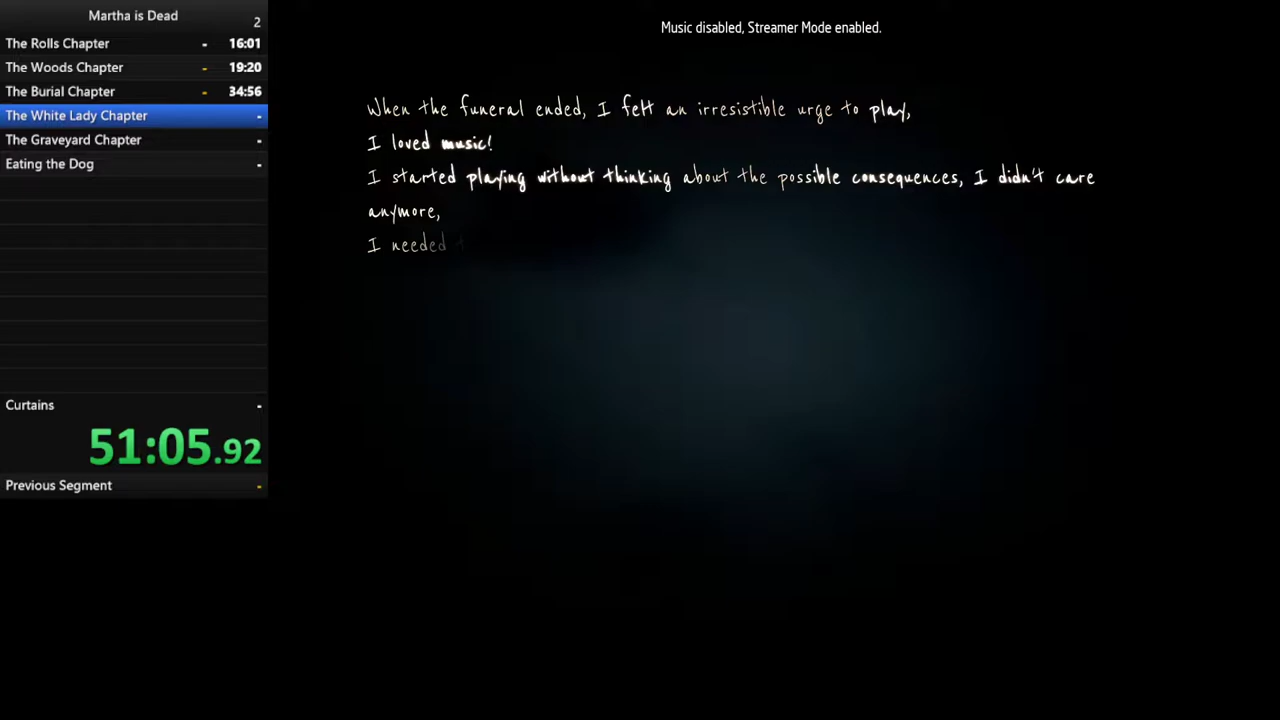 Martha is Dead
2
The Rolls Chapter - 16:01
The Woods Chapter - 19:20
The Burial Chapter - 34:56
The White Lady Chapter -
The Graveyard Chapter -
Eating the Dog -
Curtains -
51:05.92
Previous Segment -
Music disabled, Streamer Mode enabled.
When the funeral ended, I felt an irresistible urge to play,
I loved music!
I started playing without thinking about the possible consequences, I didn't care
anymore,
I needed